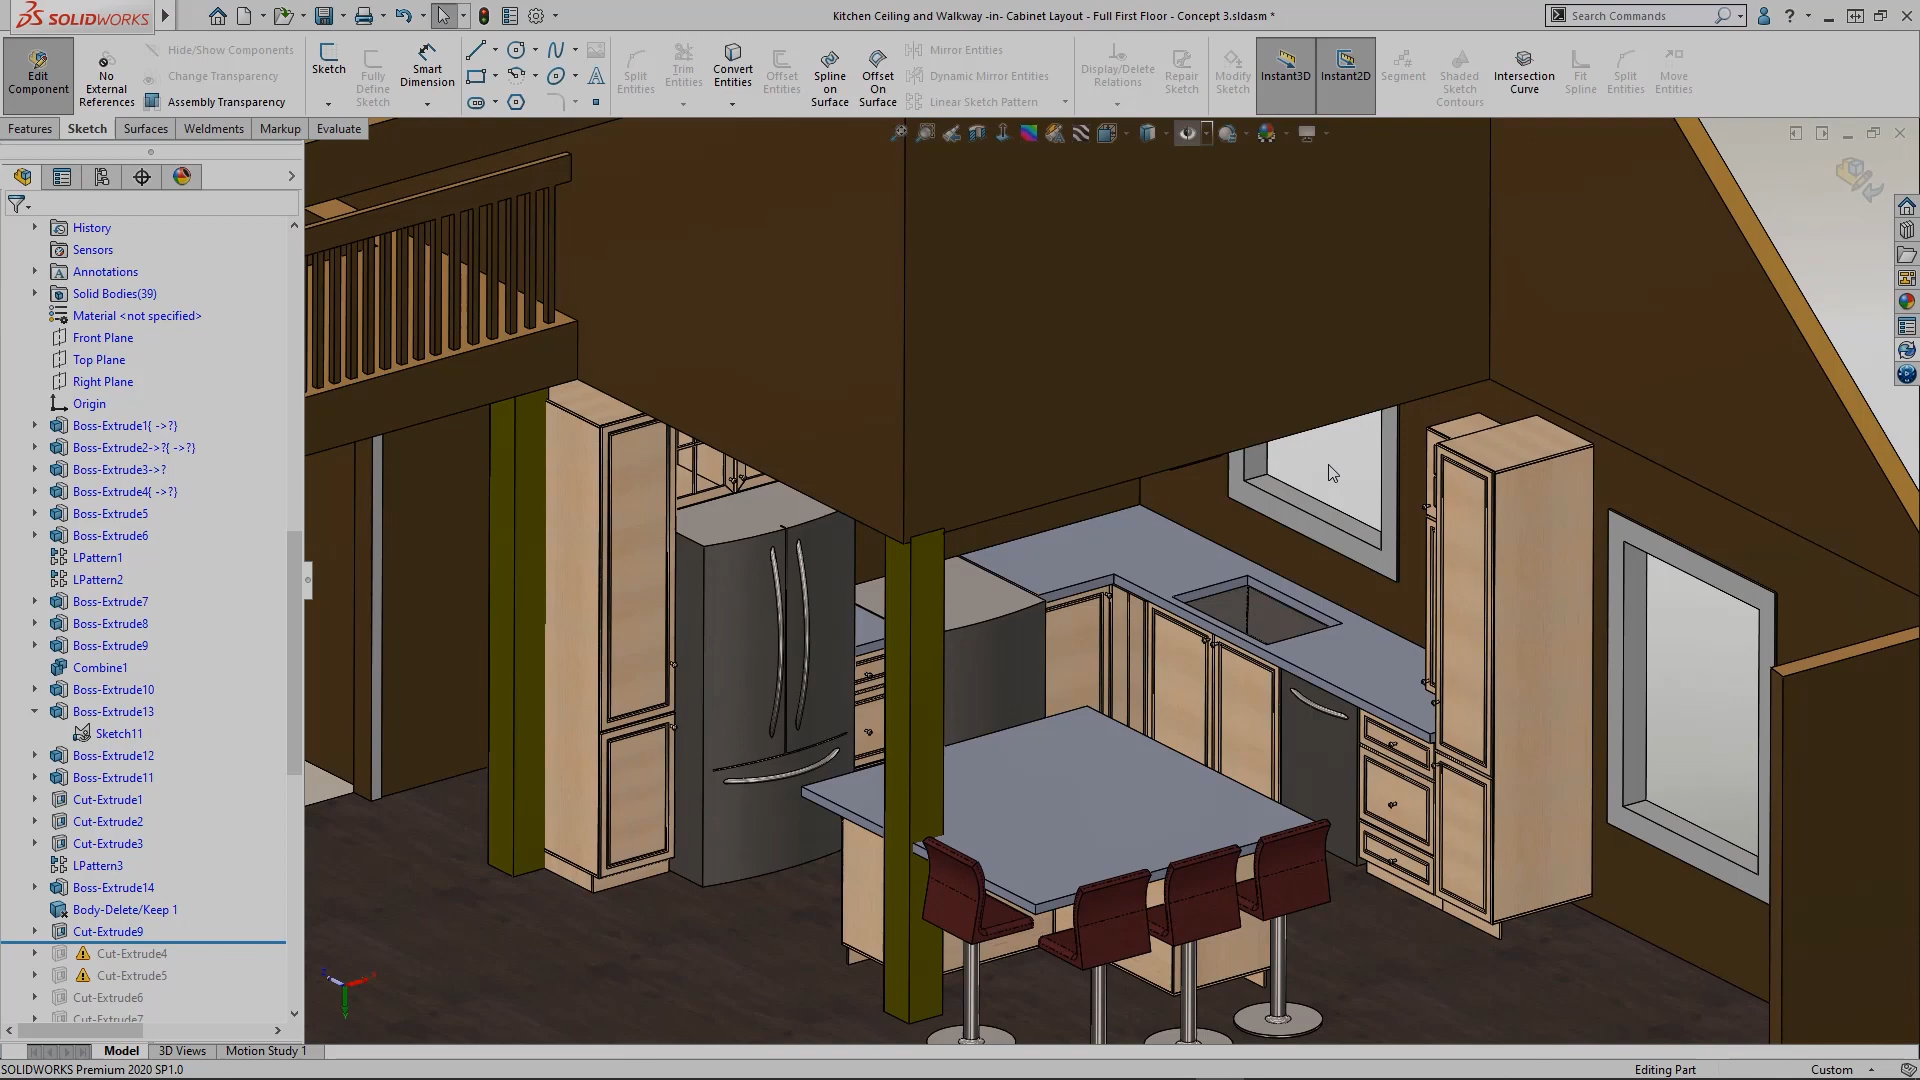 SOLIDWORKS
Kitchen Ceiling and Walkway -in- Cabinet Layout - Full First Floor - Concept 3.sldasm *
Search Commands
Edit Component
No External References
Hide/Show Components
Change Transparency
Assembly Transparency
Sketch
Fully Define Sketch
Smart Dimension
Split Entities
Trim Entities
Convert Entities
Offset Entities
Spline on Surface
Offset On Surface
Mirror Entities
Dynamic Mirror Entities
Linear Sketch Pattern
Display/Delete Relations
Repair Sketch
Modify Sketch
Instant3D
Instant2D
Segment
Shaded Sketch Contours
Intersection Curve
Fit Spline
Split Entities
Move Entities
Features
Sketch
Surfaces
Weldments
Markup
Evaluate
History
Sensors
Annotations
Solid Bodies(39)
Material <not specified>
Front Plane
Top Plane
Right Plane
Origin
Boss-Extrude1{ ->?}
Boss-Extrude2->?{ ->?}
Boss-Extrude3->?
Boss-Extrude4{ ->?}
Boss-Extrude5
Boss-Extrude6
LPattern1
LPattern2
Boss-Extrude7
Boss-Extrude8
Boss-Extrude9
Combine1
Boss-Extrude10
Boss-Extrude13
Sketch11
Boss-Extrude12
Boss-Extrude11
Cut-Extrude1
Cut-Extrude2
Cut-Extrude3
LPattern3
Boss-Extrude14
Body-Delete/Keep 1
Cut-Extrude9
Cut-Extrude4
Cut-Extrude5
Cut-Extrude6
Cut-Extrude7
Model
3D Views
Motion Study 1
SOLIDWORKS Premium 2020 SP1.0
Editing Part
Custom